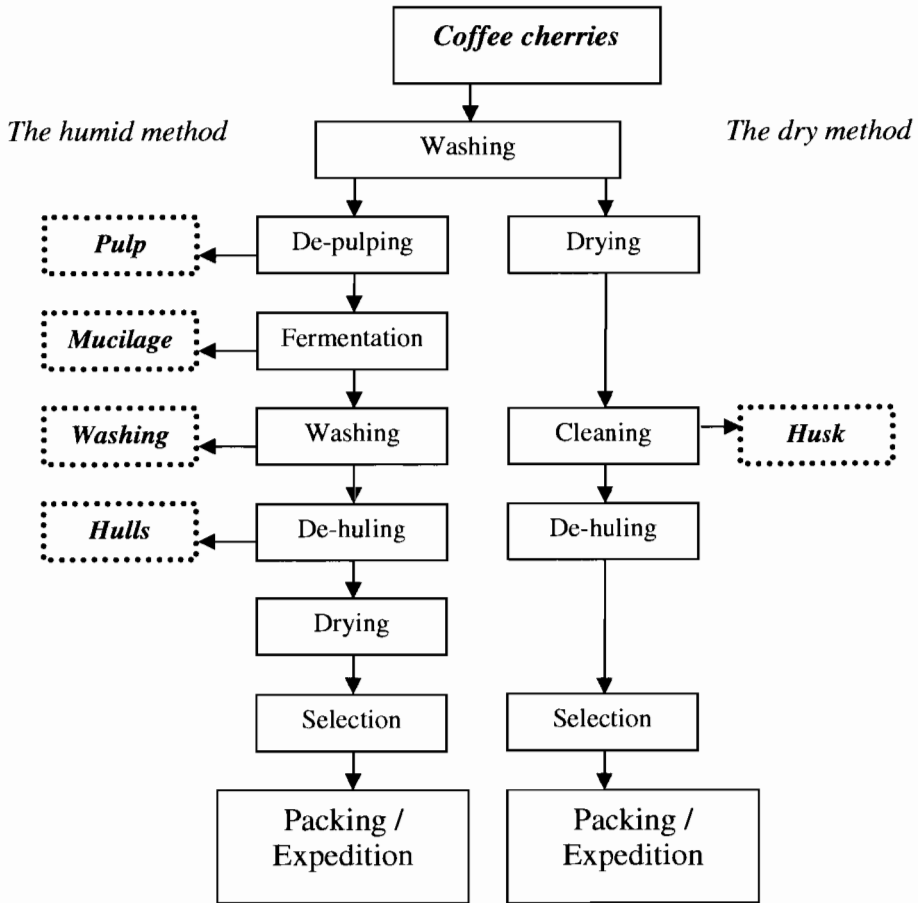 Coffee cherries
The humid method
The dry method
Washing
Pulp
De-pulping
Drying
Mucilage
Fermentation
Washing
Washing
Cleaning
Husk
Hulls
De-huling
De-huling
Drying
Selection
Selection
Packing /
Expedition
Packing /
Expedition